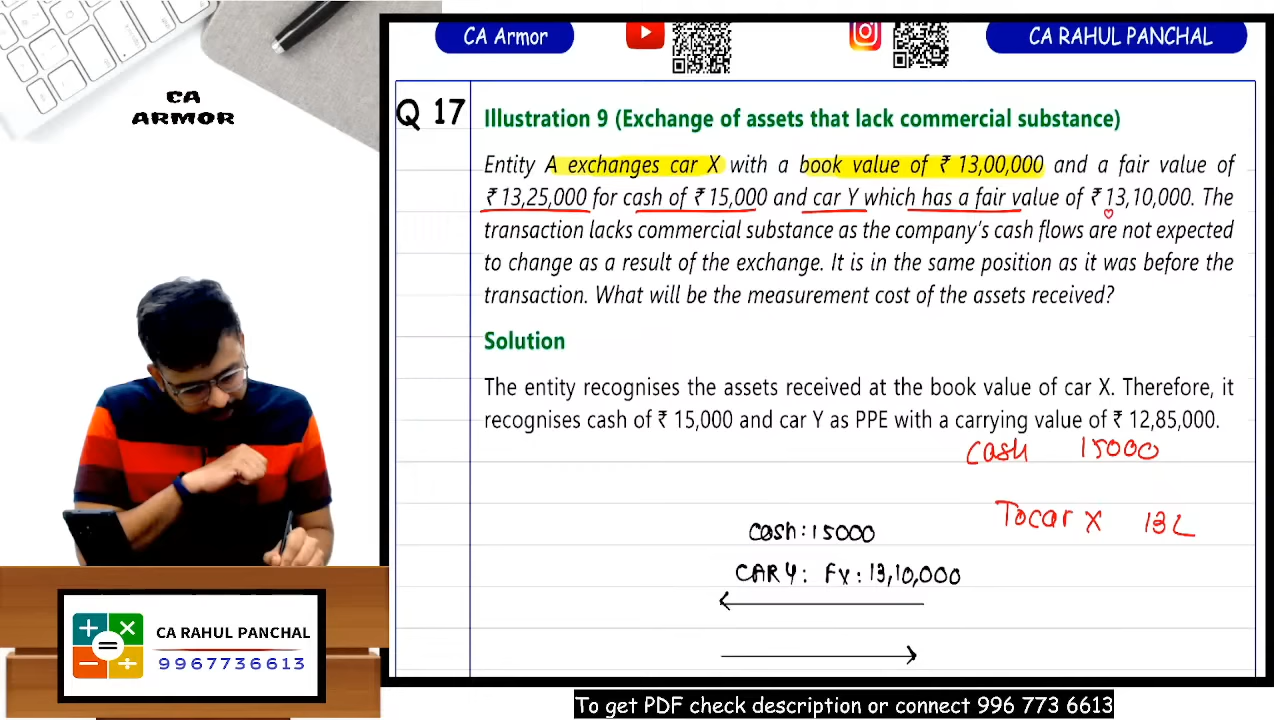 CA Armor
CA RAHUL PANCHAL
CA
ARMOR
Q 17
Illustration 9 (Exchange of assets that lack commercial substance)
Entity A exchanges car X with a book value of ₹ 13,00,000 and a fair value of
₹ 13,25,000 for cash of ₹ 15,000 and car Y which has a fair value of ₹ 13,10,000. The
transaction lacks commercial substance as the company's cash flows are not expected
to change as a result of the exchange. It is in the same position as it was before the
transaction. What will be the measurement cost of the assets received?
Solution
The entity recognises the assets received at the book value of car X. Therefore, it
recognises cash of ₹ 15,000 and car Y as PPE with a carrying value of ₹ 12,85,000.
Cash 15000
To car X 13L
Cash : 15000
CAR Y : FV : 13,10,000
CA RAHUL PANCHAL
9967736613
To get PDF check description or connect 996 773 6613